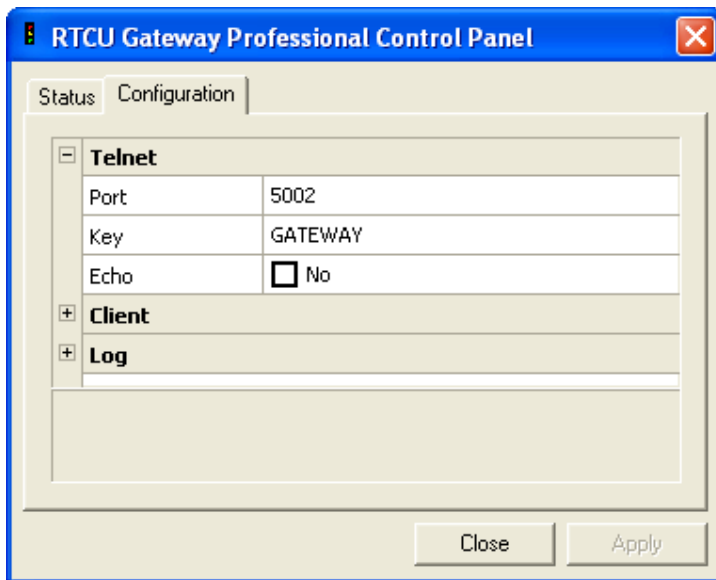 RTCU Gateway Professional Control Panel
Status Configuration
Telnet
Port 5002
Key GATEWAY
Echo No
Client
Log
Close Apply